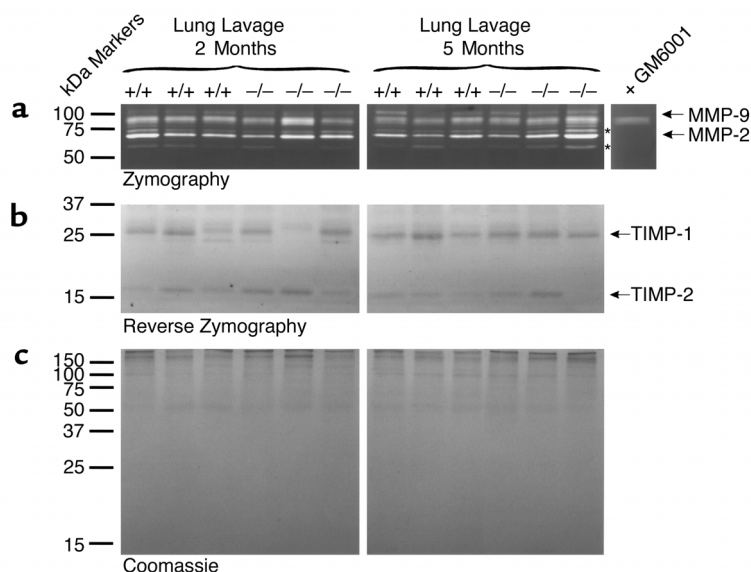 Lung Lavage
2 Months
Lung Lavage
5 Months
kDa Markers
+ GM6001
+/+ +/+ +/+ –/– –/– –/–
+/+ +/+ +/+ –/– –/– –/–
a
100
75
50
MMP-9
MMP-2
*
*
Zymography
b
37
25
15
TIMP-1
TIMP-2
Reverse Zymography
c
150
100
75
50
37
25
15
Coomassie